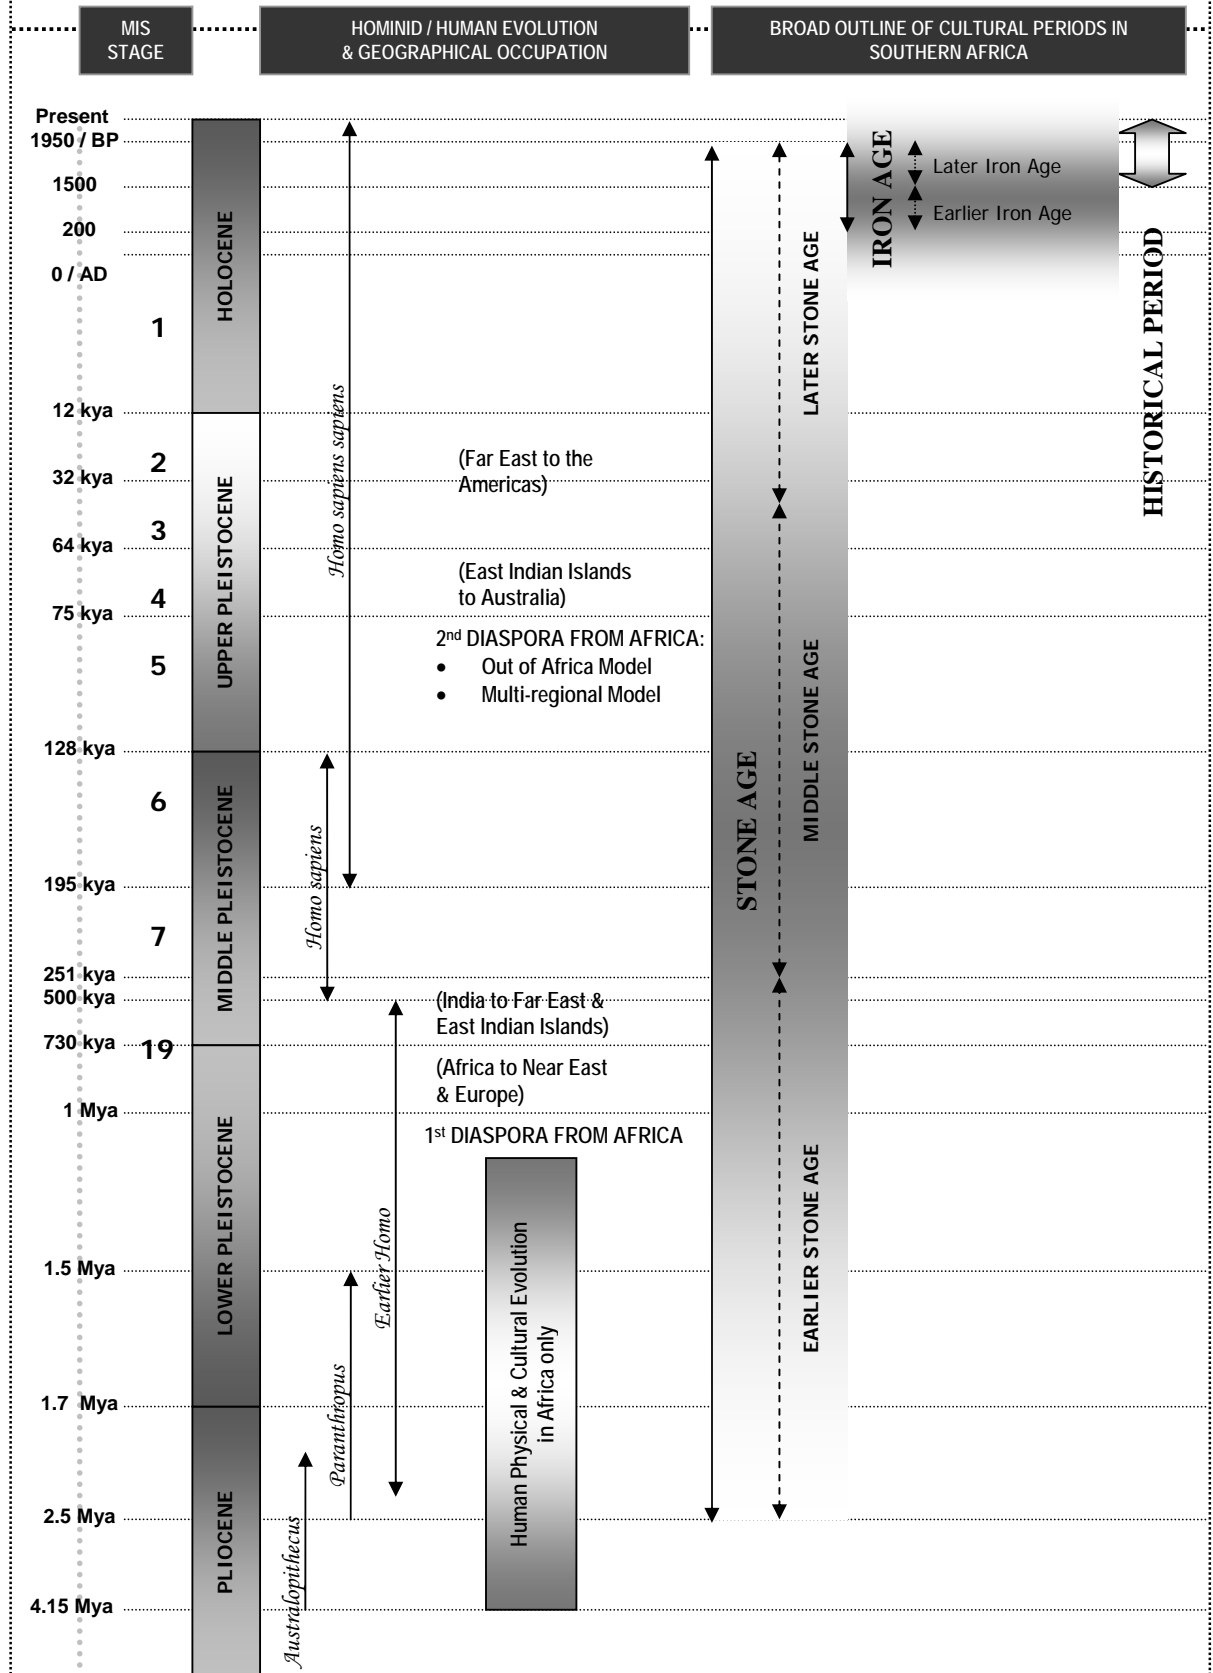 MIS
STAGE
HOMINID / HUMAN EVOLUTION
& GEOGRAPHICAL OCCUPATION
BROAD OUTLINE OF CULTURAL PERIODS IN
SOUTHERN AFRICA
Present
1950 / BP
1500
200
0 / AD
12 kya
32 kya
64 kya
75 kya
128 kya
195 kya
251 kya
500 kya
730 kya
1 Mya
1.5 Mya
1.7 Mya
2.5 Mya
4.15 Mya
1
2
3
4
5
6
7
19
HOLOCENE
UPPER PLEISTOCENE
MIDDLE PLEISTOCENE
LOWER PLEISTOCENE
PLIOCENE
Homo sapiens sapiens
Homo sapiens
Earlier Homo
Paranthropus
Australopithecus
(Far East to the
Americas)
(East Indian Islands
to Australia)
2nd DIASPORA FROM AFRICA:
• Out of Africa Model
• Multi-regional Model
(India to Far East &
East Indian Islands)
(Africa to Near East
& Europe)
1st DIASPORA FROM AFRICA
Human Physical & Cultural Evolution
in Africa only
STONE AGE
LATER STONE AGE
MIDDLE STONE AGE
EARLIER STONE AGE
IRON AGE
Later Iron Age
Earlier Iron Age
HISTORICAL PERIOD